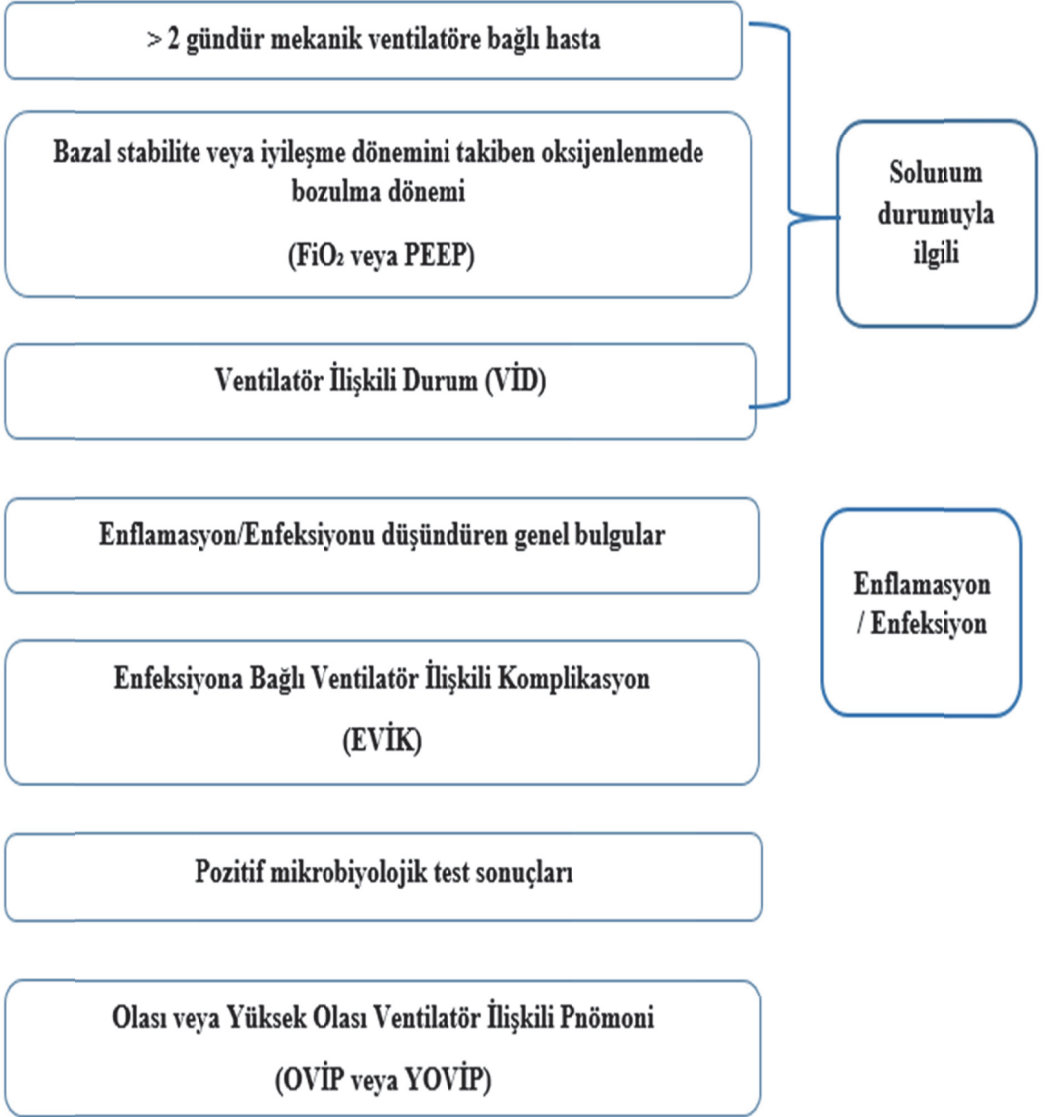 > 2 gündür mekanik ventilatöre bağlı hasta
Bazal stabilite veya iyileşme dönemini takiben oksijenlenmede
bozulma dönemi
(FiO₂ veya PEEP)
Solunum
durumuyla
ilgili
Ventilatör İlişkili Durum (VİD)
Enflamasyon/Enfeksiyonu düşündüren genel bulgular
Enflamasyon
/ Enfeksiyon
Enfeksiyona Bağlı Ventilatör İlişkili Komplikasyon
(EVİK)
Pozitif mikrobiyolojik test sonuçları
Olası veya Yüksek Olası Ventilatör İlişkili Pnömoni
(OVİP veya YOVİP)